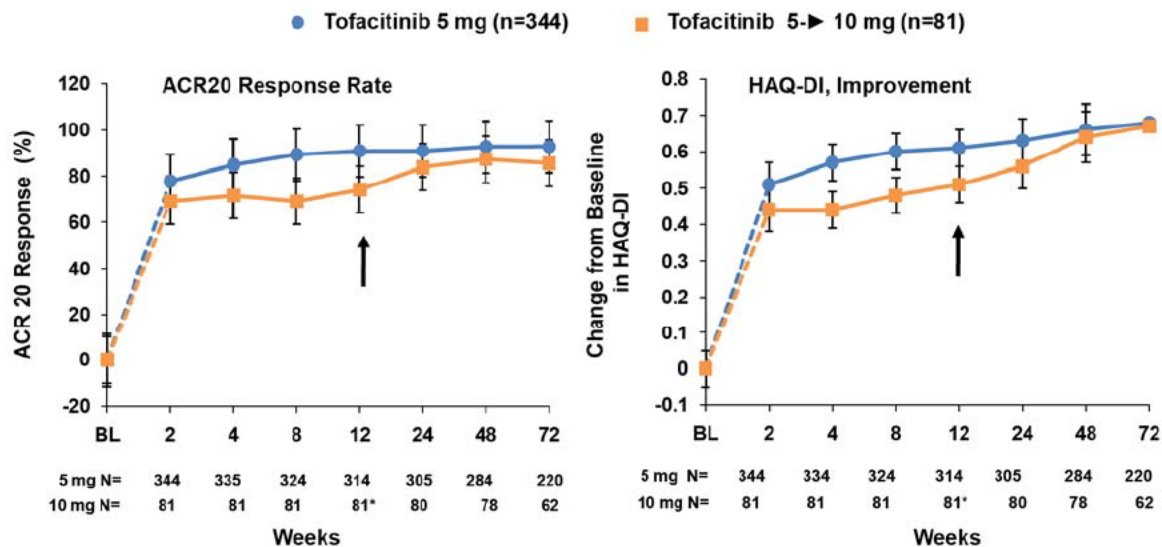 Tofacitinib 5 mg (n=344)
Tofacitinib 5-► 10 mg (n=81)
ACR20 Response Rate
ACR 20 Response (%)
120
100
80
60
40
20
0
-20
BL 2 4 8 12 24 48 72
5 mg N= 344 335 324 314 305 284 220
10 mg N= 81 81 81 81* 80 78 62
Weeks
HAQ-DI, Improvement
Change from Baseline
in HAQ-DI
0.8
0.7
0.6
0.5
0.4
0.3
0.2
0.1
0
-0.1
BL 2 4 8 12 24 48 72
344 334 324 314 305 284 220
81 81 81 81* 80 78 62
Weeks